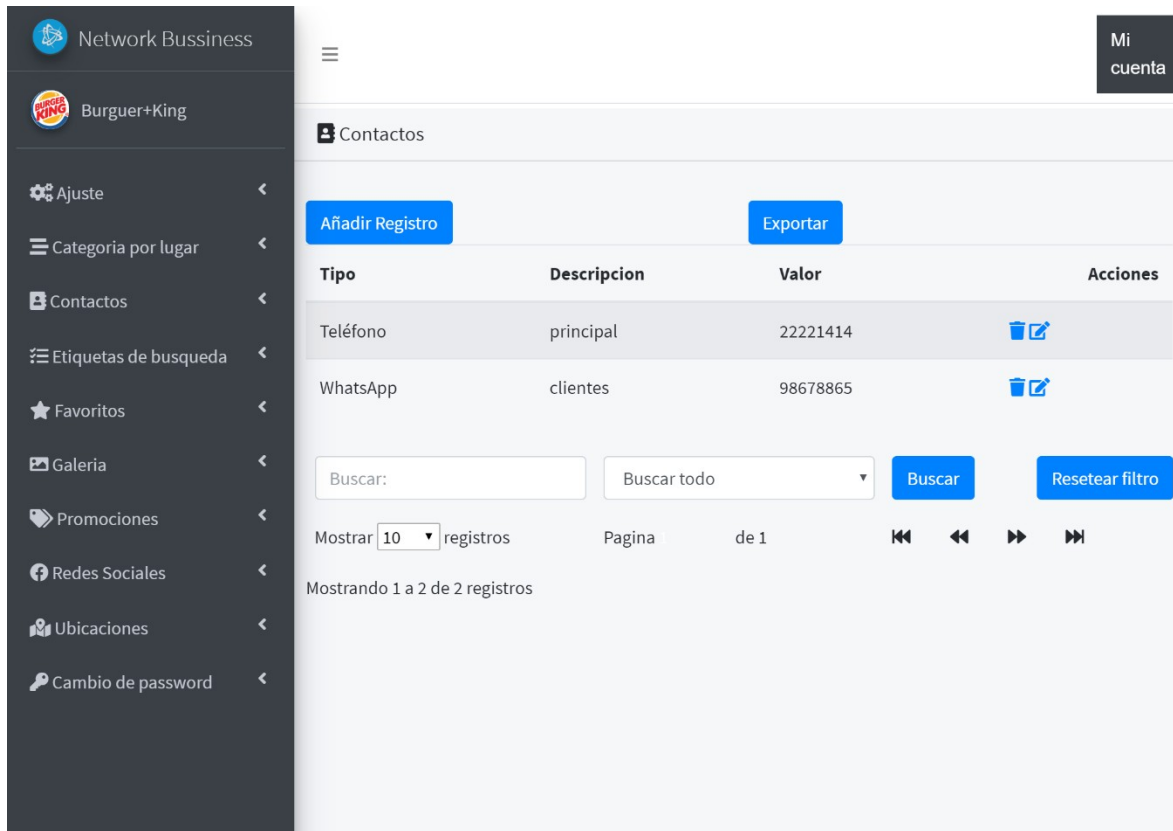 Network Bussiness
Mi
cuenta
BURGER
KING
Burguer+King
Contactos
Ajuste
Categoria por lugar
Contactos
Etiquetas de busqueda
Favoritos
Galeria
Promociones
Redes Sociales
Ubicaciones
Cambio de password
Añadir Registro Exportar
Tipo Descripcion Valor Acciones
Teléfono principal 22221414
WhatsApp clientes 98678865
Buscar: Buscar todo Buscar Resetear filtro
Mostrar 10 registros Pagina de 1
Mostrando 1 a 2 de 2 registros